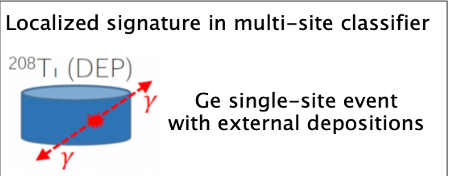 Localized signature in multi-site classifier
²⁰⁸Tl (DEP)
γ
Ge single-site event
with external depositions
γ